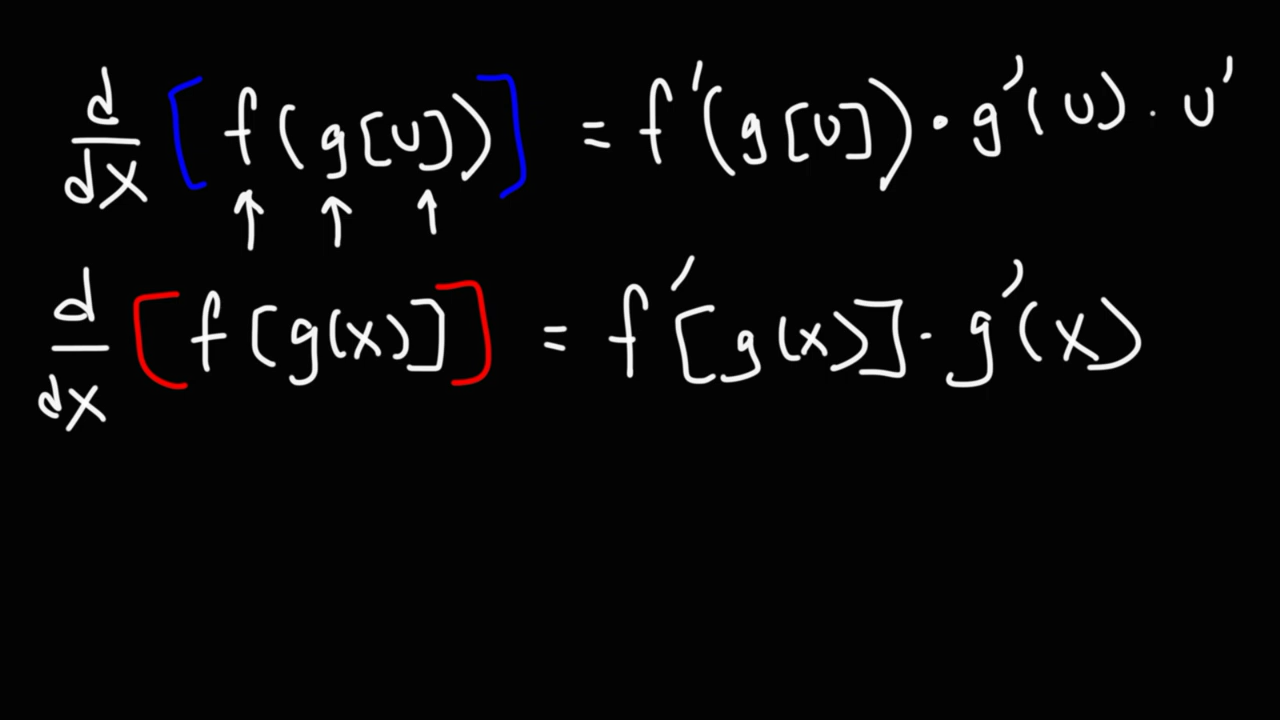 d/dx [f(g[u])] = f'(g[u]) · g'(u) · u'
d/dx [f[g(x)]] = f'[g(x)] · g'(x)